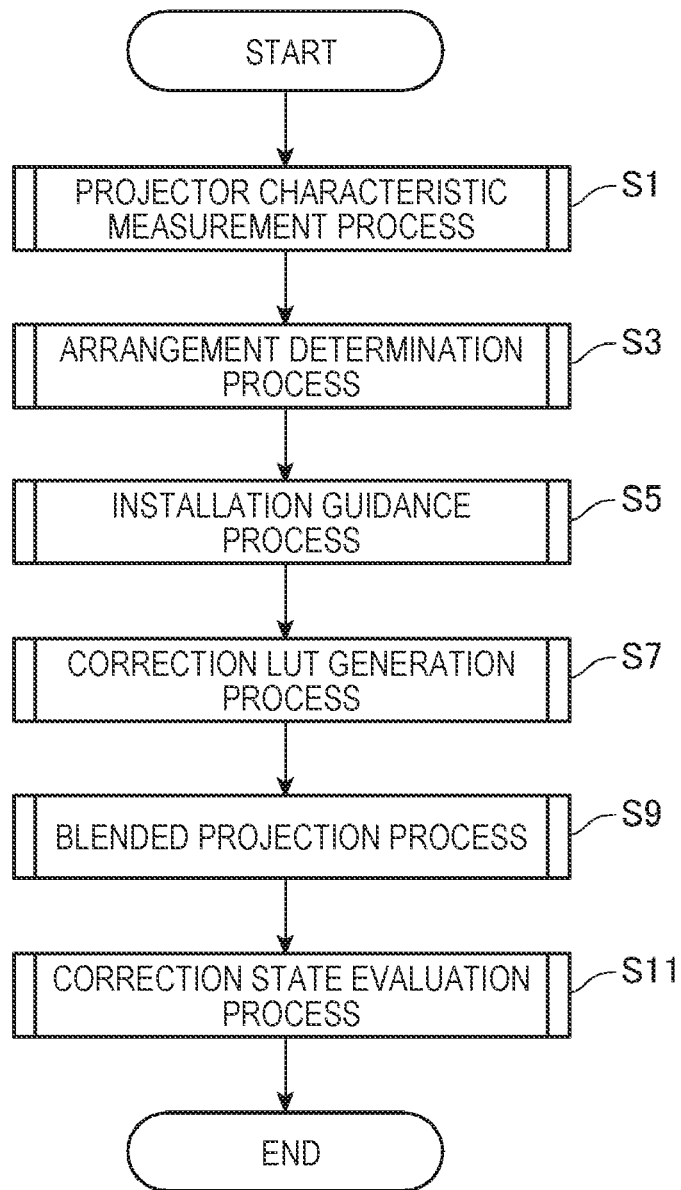 START
PROJECTOR CHARACTERISTIC
MEASUREMENT PROCESS
S1
ARRANGEMENT DETERMINATION
PROCESS
S3
INSTALLATION GUIDANCE
PROCESS
S5
CORRECTION LUT GENERATION
PROCESS
S7
BLENDED PROJECTION PROCESS
S9
CORRECTION STATE EVALUATION
PROCESS
S11
END